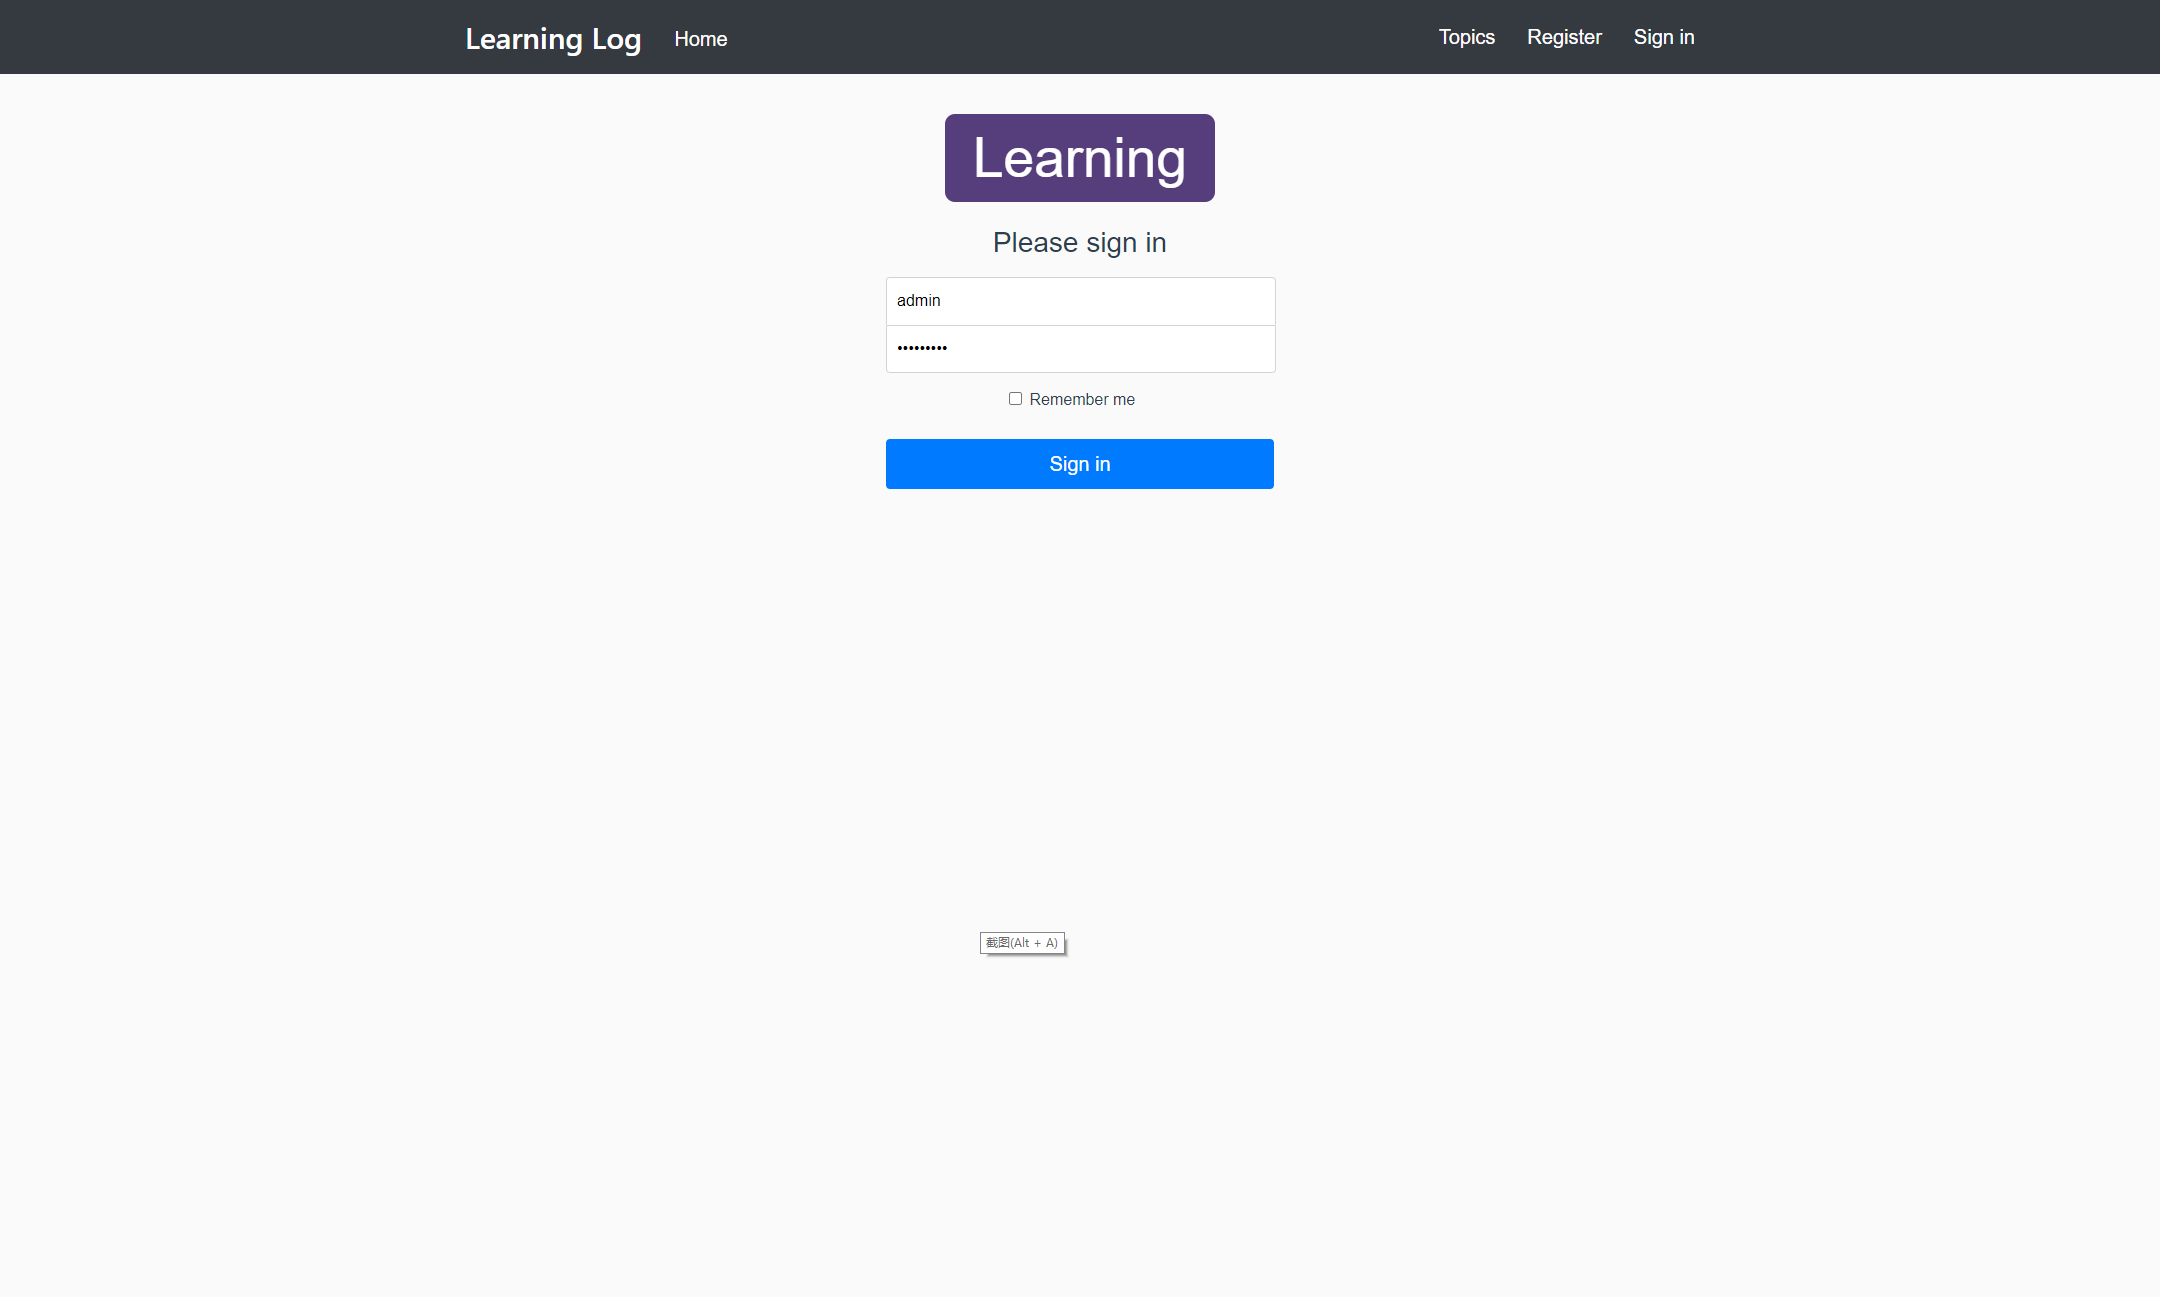 Learning Log Home Topics Register Sign in
Learning
Please sign in
admin
•••••••••
Remember me
Sign in
截图(Alt + A)